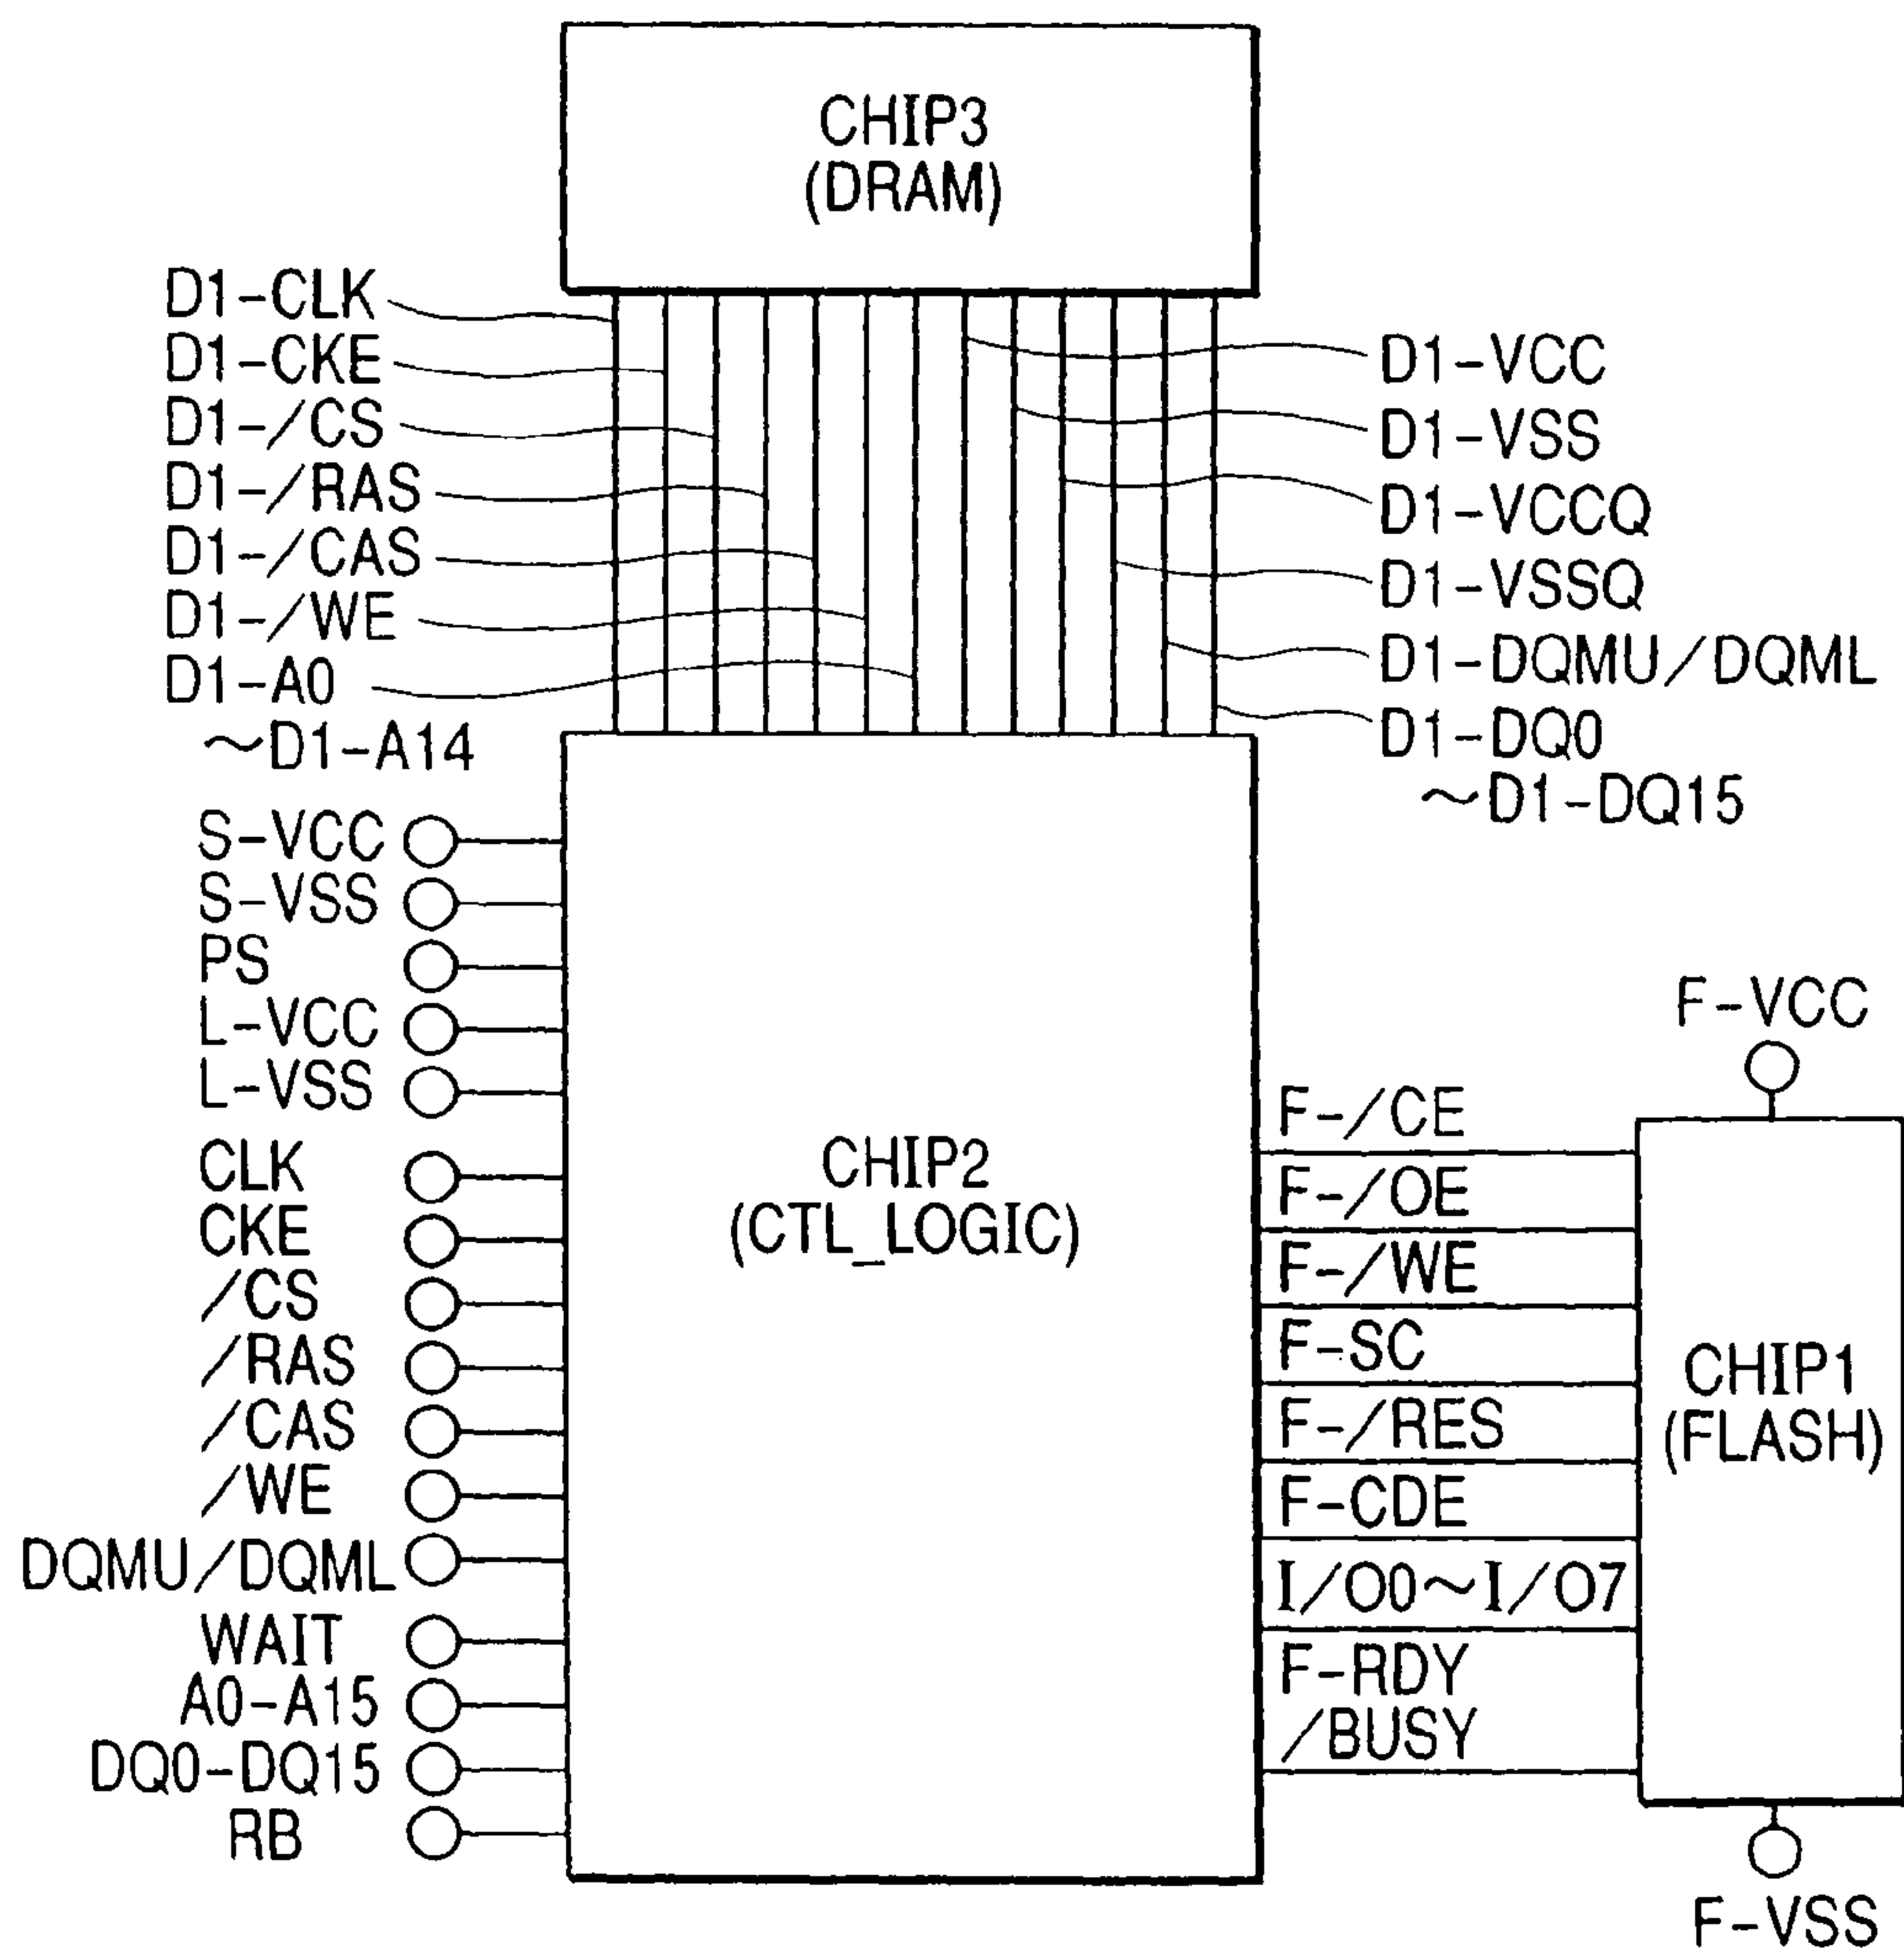 CHIP3
(DRAM)
D1-CLK
D1-CKE
D1-/CS
D1-/RAS
D1-/CAS
D1-/WE
D1-A0
~D1-A14
D1-VCC
D1-VSS
D1-VCCQ
D1-VSSQ
D1-DQMU/DQML
D1-DQ0
~D1-DQ15
S-VCC
S-VSS
PS
L-VCC
L-VSS
CLK
CKE
/CS
/RAS
/CAS
/WE
DQMU/DQML
WAIT
A0-A15
DQ0-DQ15
RB
CHIP2
(CTL_LOGIC)
F-/CE
F-/OE
F-/WE
F-SC
F-/RES
F-CDE
I/O0~I/O7
F-RDY
/BUSY
F-VCC
CHIP1
(FLASH)
F-VSS